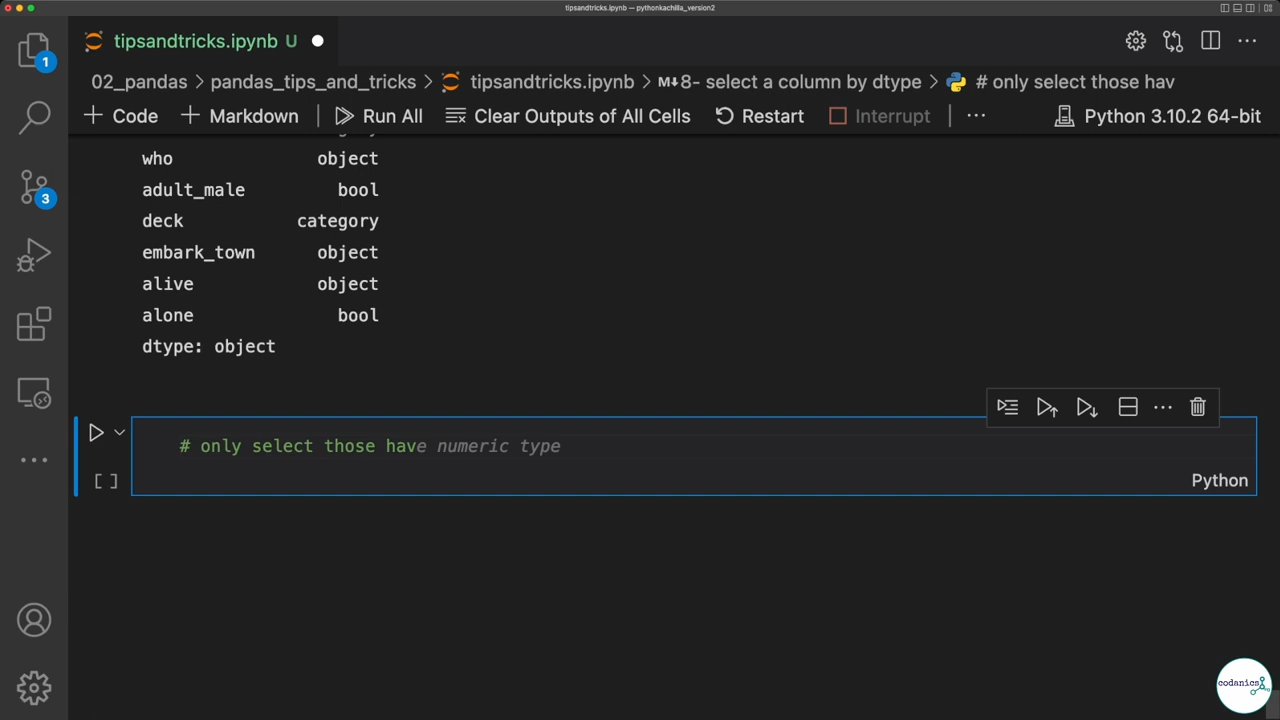 tipsandtricks.ipynb — pythonkachilla_version2
tipsandtricks.ipynb U
02_pandas > pandas_tips_and_tricks > tipsandtricks.ipynb > M↓8- select a column by dtype > # only select those hav
+ Code + Markdown | Run All Clear Outputs of All Cells Restart Interrupt | ··· Python 3.10.2 64-bit
who object
adult_male bool
deck category
embark_town object
alive object
alone bool
dtype: object
# only select those have numeric type
[ ]
Python
1
3
codanics